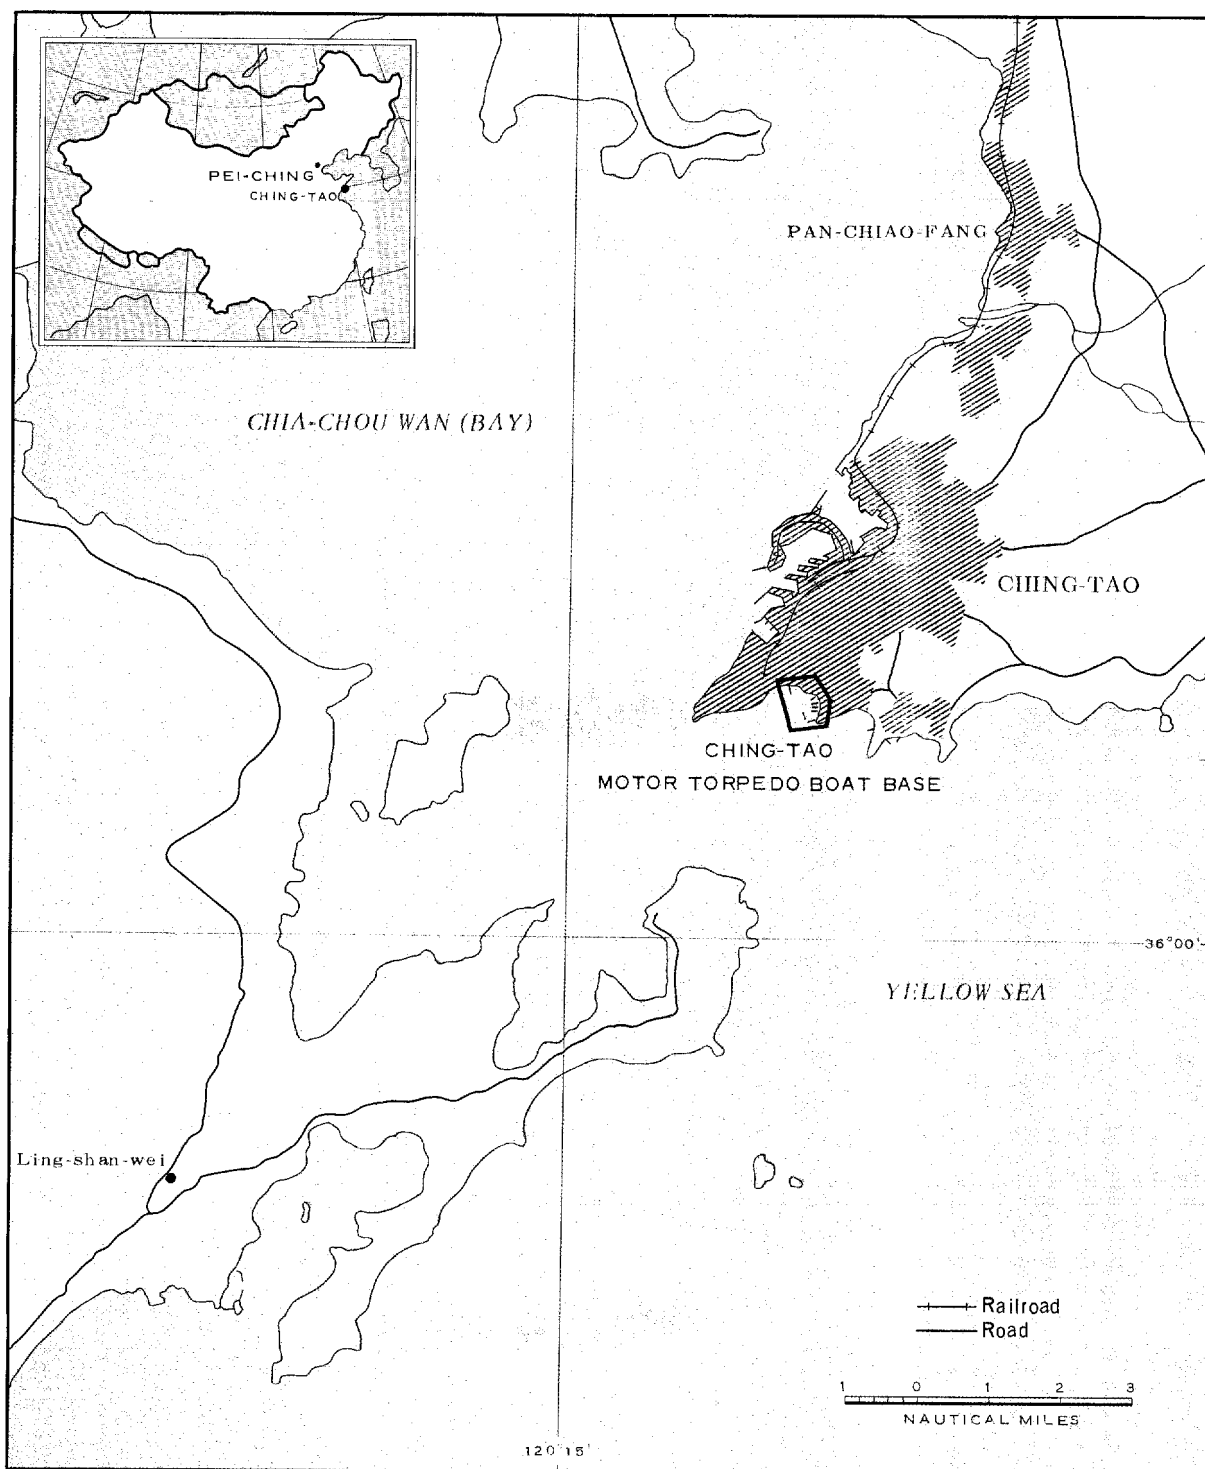 PEI-CHING
CHING-TAO
PAN-CHIAO-FANG
CHIA-CHOU WAN (BAY)
CHING-TAO
CHING-TAO
MOTOR TORPEDO BOAT BASE
36°00'
YELLOW SEA
Ling-shan-wei
Railroad
Road
1 0 1 2 3
NAUTICAL MILES
120°15'